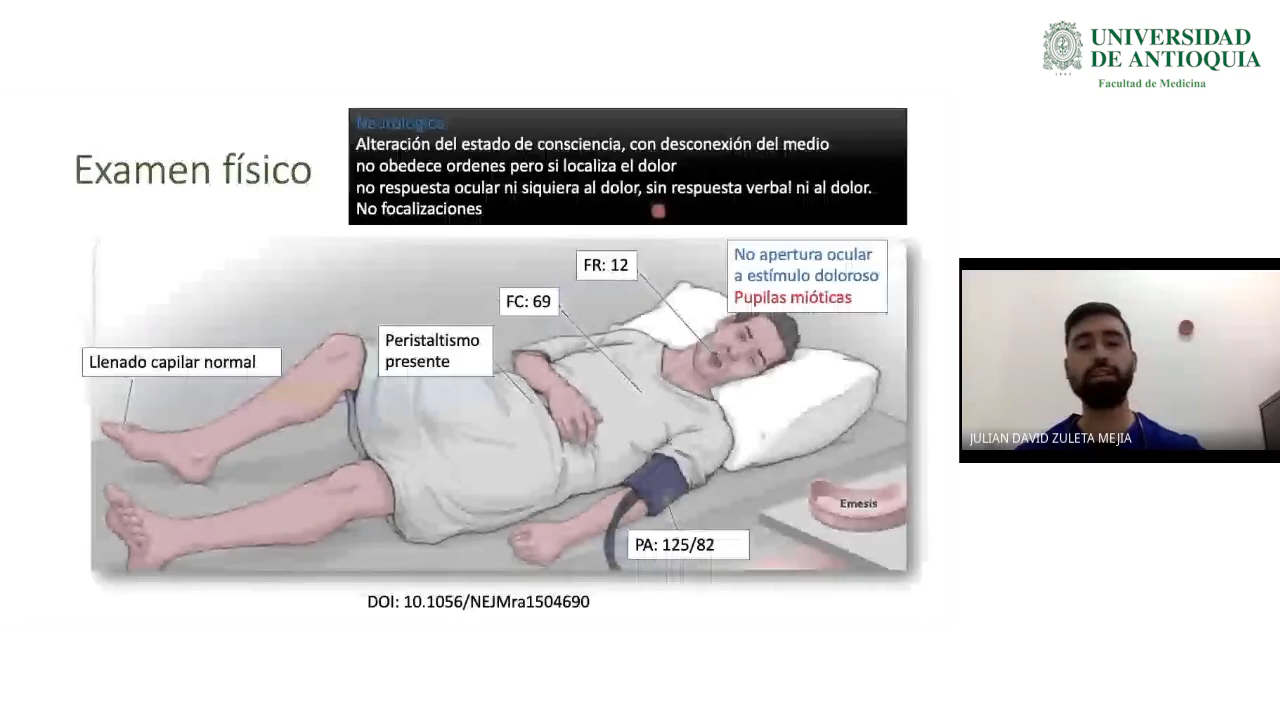 UNIVERSIDAD
DE ANTIOQUIA
Facultad de Medicina
Examen físico
Neurológico
Alteración del estado de consciencia, con desconexión del medio
no obedece ordenes pero si localiza el dolor
no respuesta ocular ni siquiera al dolor, sin respuesta verbal ni al dolor.
No focalizaciones
No apertura ocular
a estímulo doloroso
Pupilas mióticas
FR: 12
FC: 69
Peristaltismo
presente
Llenado capilar normal
Emesis
PA: 125/82
DOI: 10.1056/NEJMra1504690
JULIAN DAVID ZULETA MEJIA